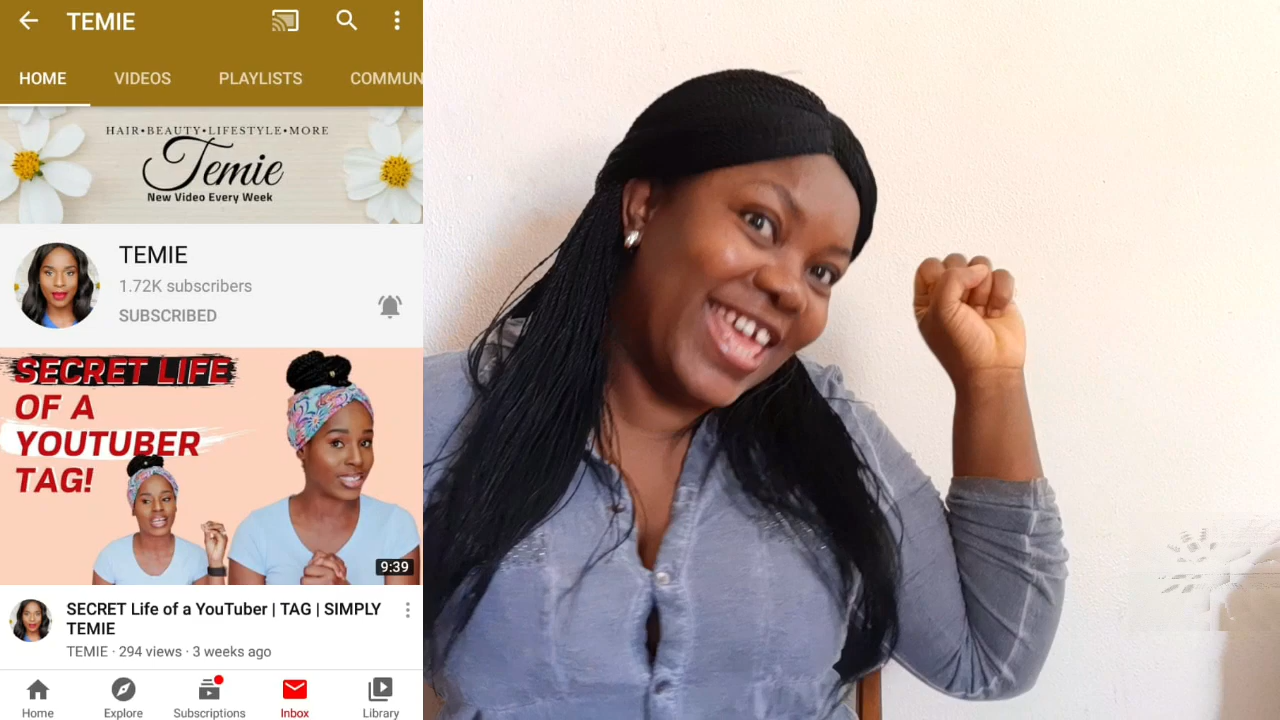 TEMIE
HOME VIDEOS PLAYLISTS COMMUN
HAIR•BEAUTY•LIFESTYLE•MORE
Temie
New Video Every Week
TEMIE
1.72K subscribers
SUBSCRIBED
SECRET LIFE
OF A
YOUTUBER
TAG!
9:39
SECRET Life of a YouTuber | TAG | SIMPLY
TEMIE
TEMIE · 294 views · 3 weeks ago
Home Explore Subscriptions Inbox Library